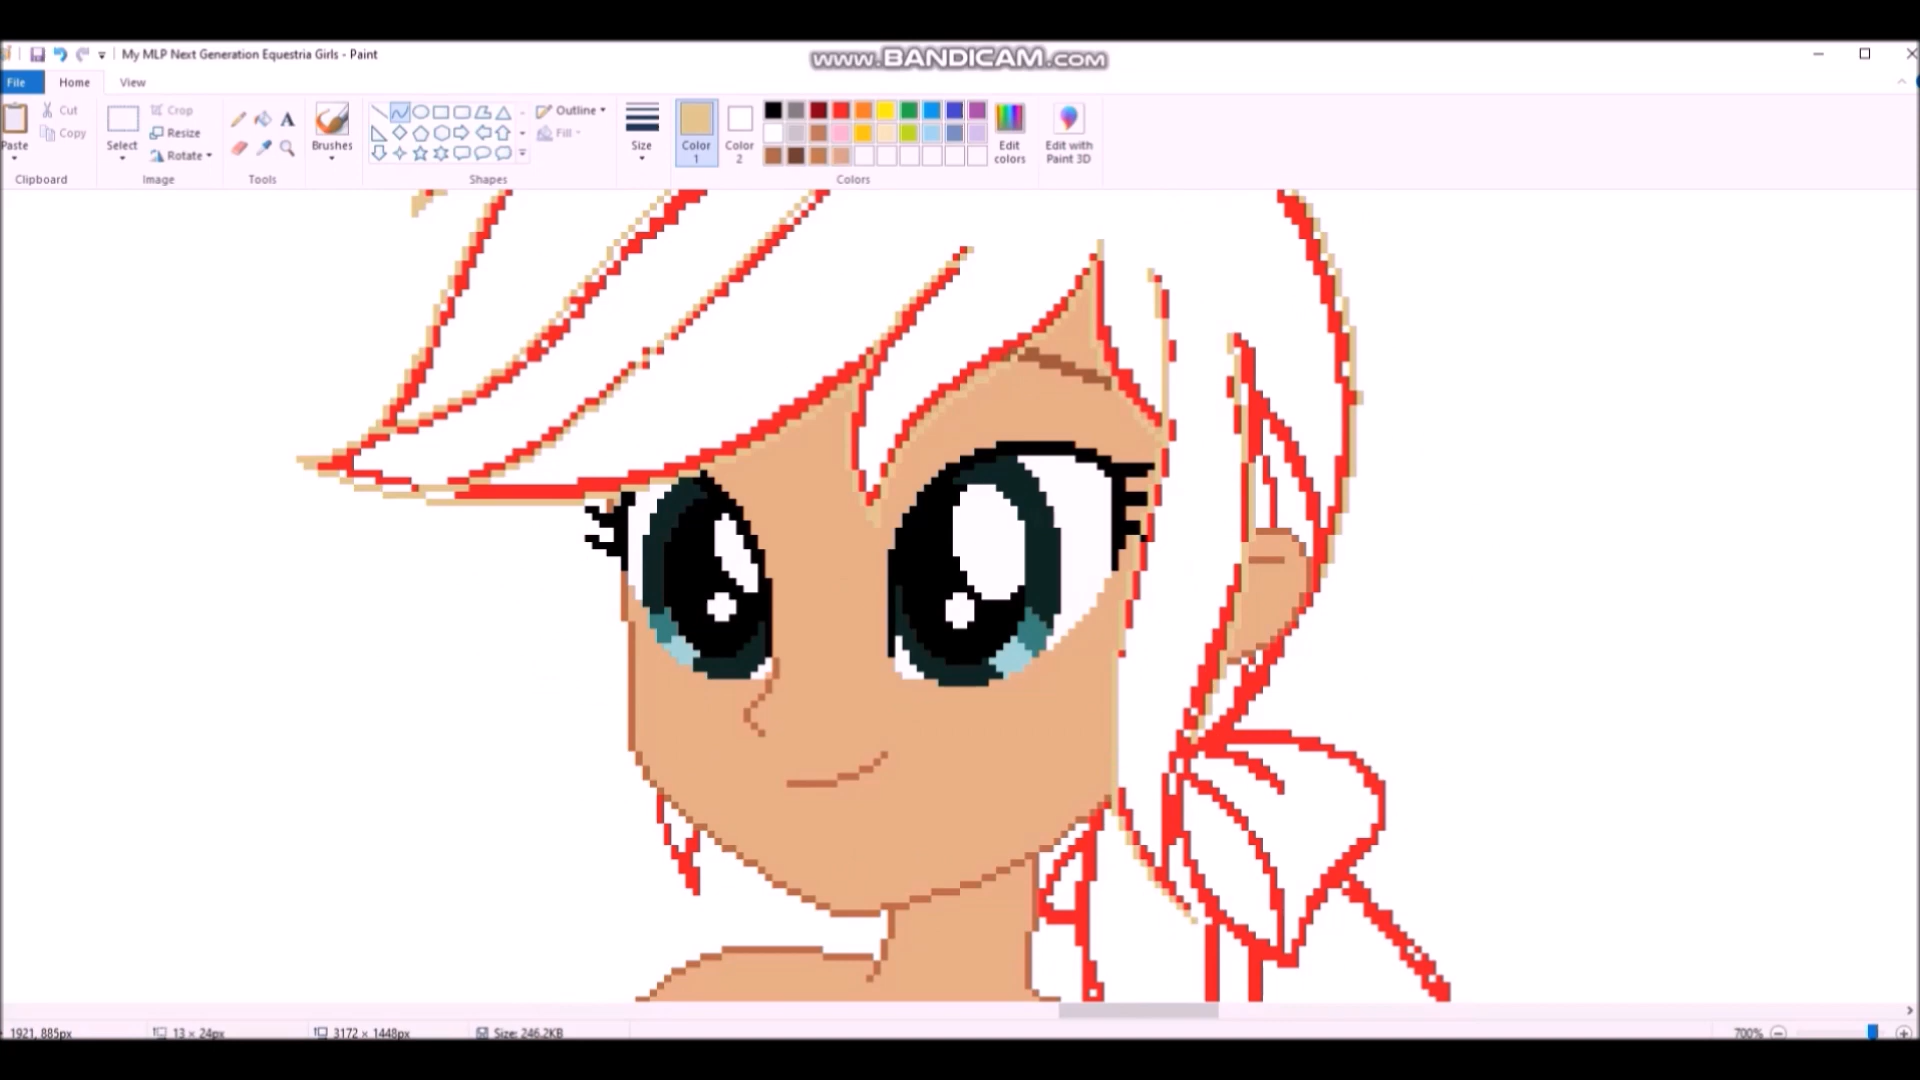 My MLP Next Generation Equestria Girls - Paint
www.BANDICAM.com
File Home View
Paste
Cut
Copy
Clipboard
Select
Crop
Resize
Rotate
Image
A
Tools
Brushes
Outline
Fill
Shapes
Size
Color 1
Color 2
Edit colors
Edit with Paint 3D
Colors
1921, 885px
13 × 24px
3172 × 1448px
Size: 246.2KB
700%